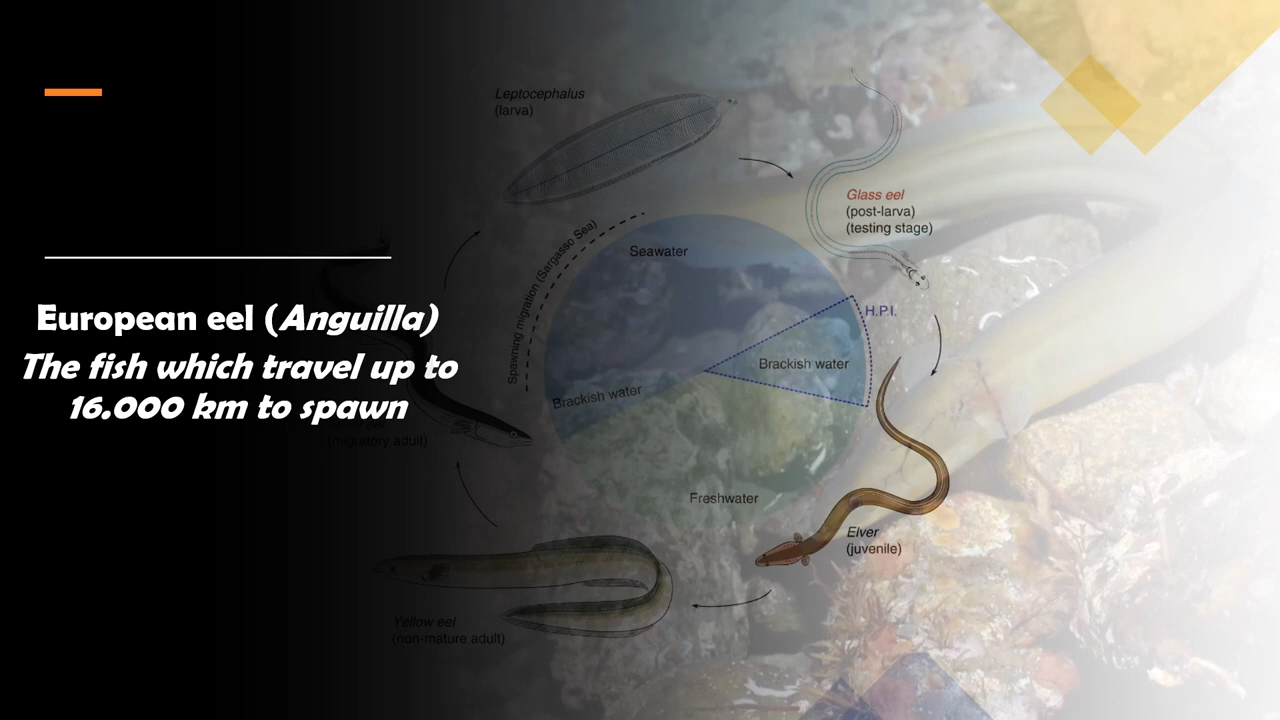 European eel (Anguilla)
The fish which travel up to
16.000 km to spawn
Leptocephalus
(larva)
Glass eel
(post-larva)
(testing stage)
Seawater
Spawning migration (Sargasso Sea)
H.P.I.
Brackish water
Brackish water
(migratory adult)
Freshwater
Elver
(juvenile)
Yellow eel
(non-mature adult)